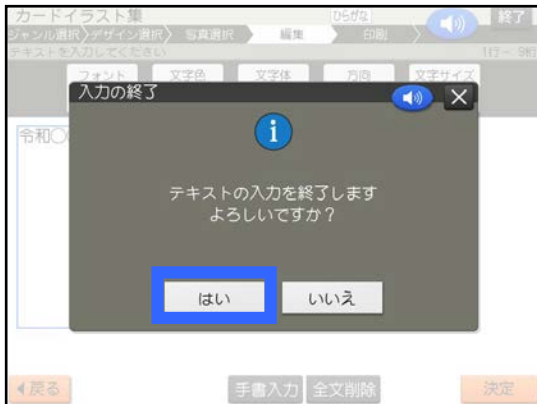 カードイラスト集
ひらがな
終了
ジャンル選択〉デザイン選択〉 写真選択 編集 印刷
テキストを入力してください
1行～ 9行
フォント 文字色 文字体 方向 文字サイズ
入力の終了
令和〇
テキストの入力を終了します
よろしいですか？
はい いいえ
戻る 手書入力 全文削除 決定